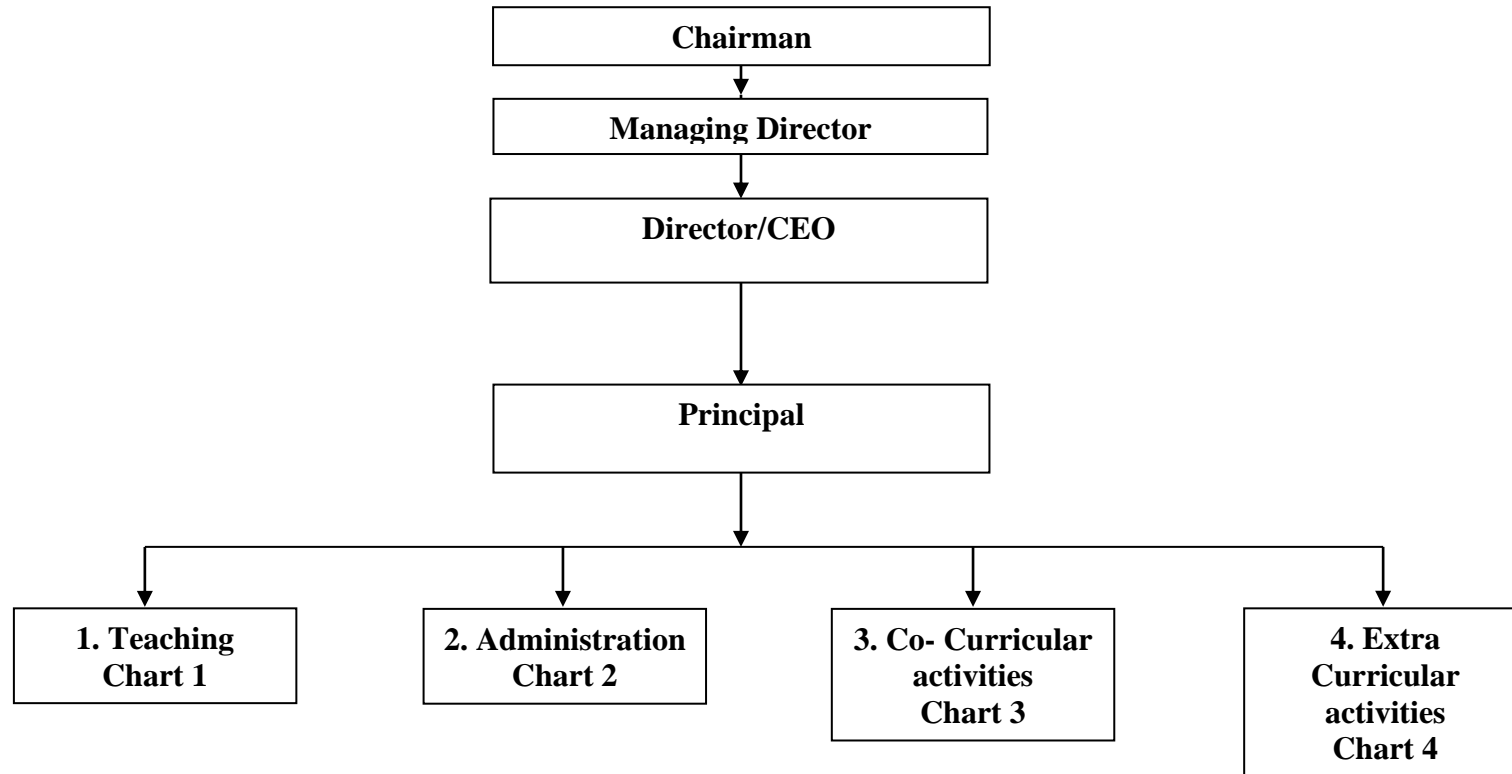 Chairman
Managing Director
Director/CEO
Principal
1. Teaching
Chart 1
2. Administration
Chart 2
3. Co- Curricular
activities
Chart 3
4. Extra
Curricular
activities
Chart 4